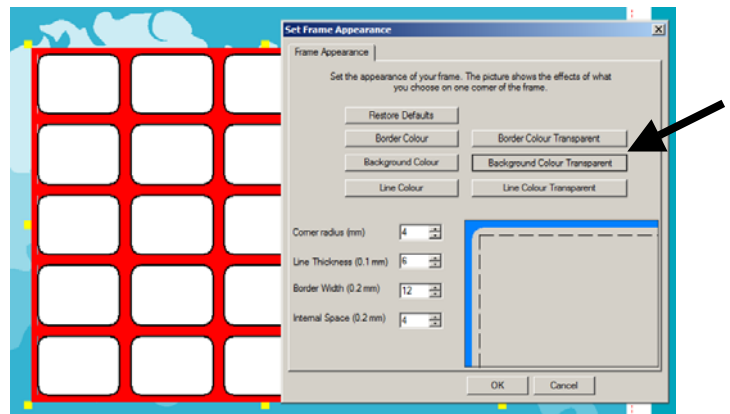 Set Frame Appearance
Frame Appearance
Set the appearance of your frame. The picture shows the effects of what
you choose on one corner of the frame.
Restore Defaults
Border Colour
Border Colour Transparent
Background Colour
Background Colour Transparent
Line Colour
Line Colour Transparent
Corner radius (mm) 4
Line Thickness (0.1 mm) 6
Border Width (0.2 mm) 12
Internal Space (0.2 mm) 4
OK
Cancel